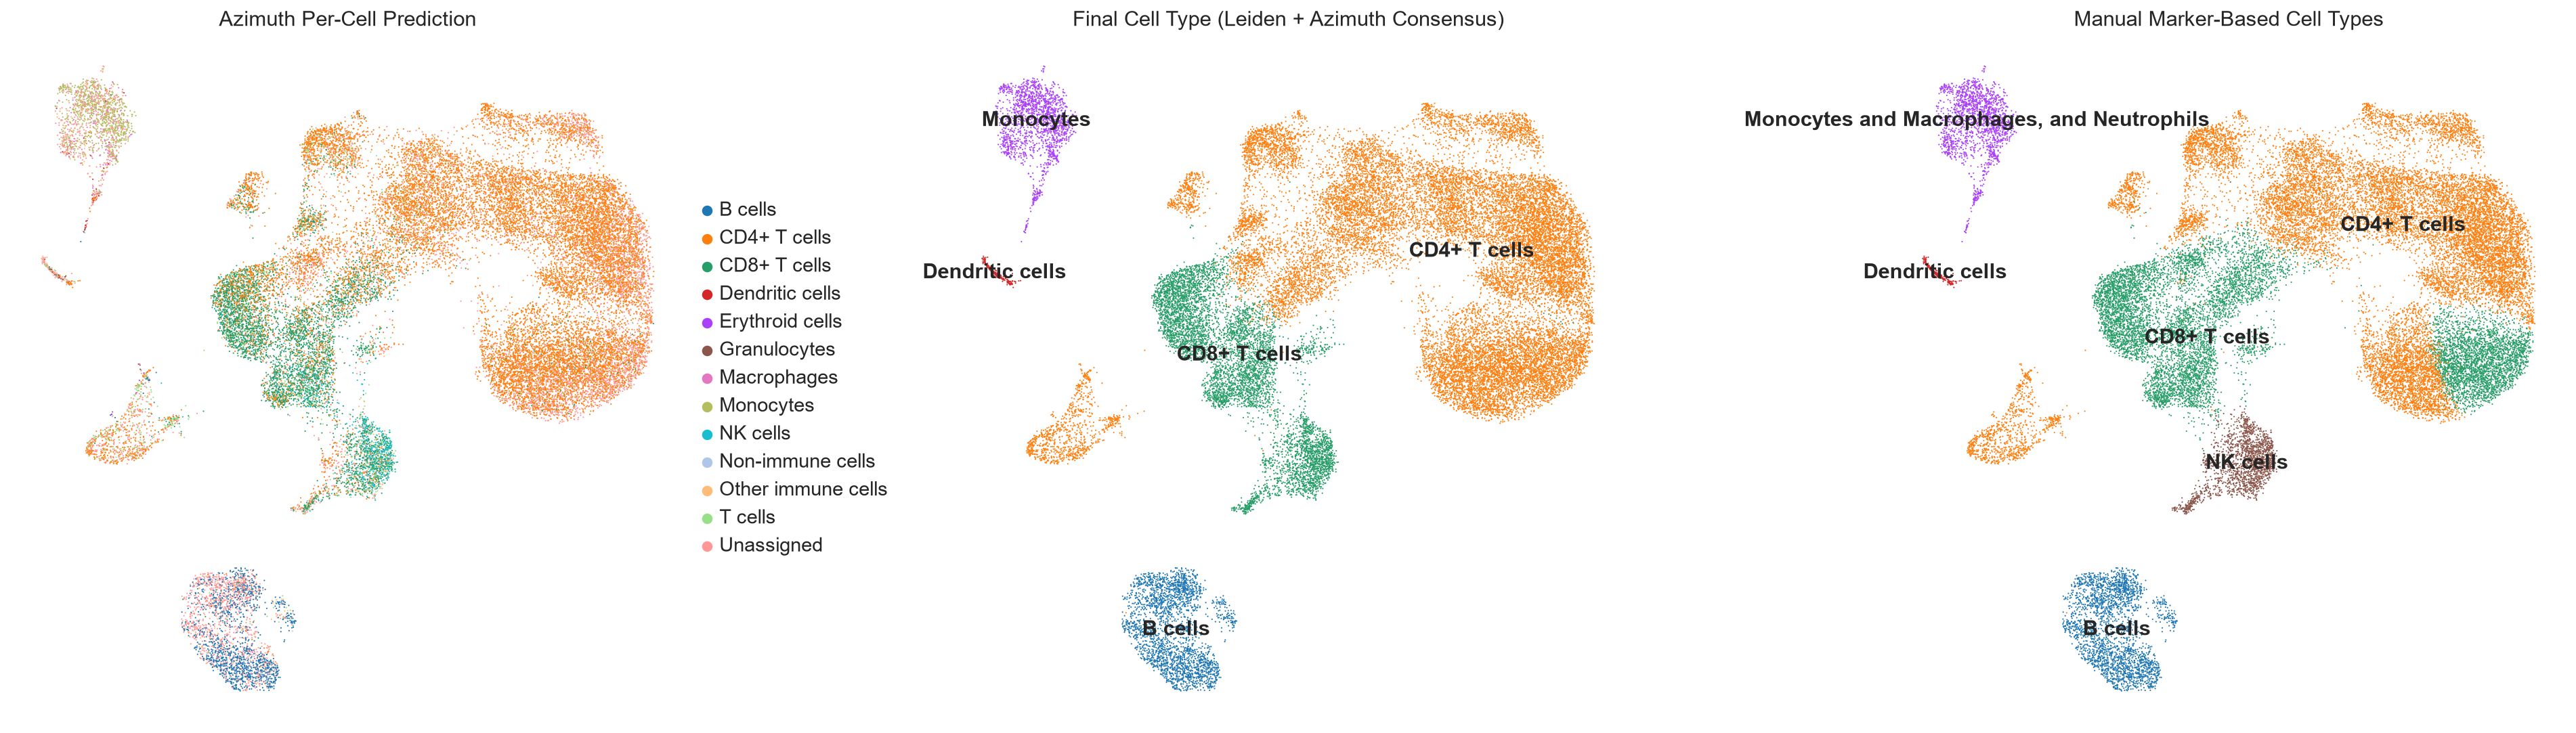 Azimuth Per-Cell Prediction
B cells
CD4+ T cells
CD8+ T cells
Dendritic cells
Erythroid cells
Granulocytes
Macrophages
Monocytes
NK cells
Non-immune cells
Other immune cells
T cells
Unassigned
Final Cell Type (Leiden + Azimuth Consensus)
Monocytes
CD4+ T cells
Dendritic cells
CD8+ T cells
B cells
Manual Marker-Based Cell Types
Monocytes and Macrophages, and Neutrophils
CD4+ T cells
Dendritic cells
CD8+ T cells
NK cells
B cells